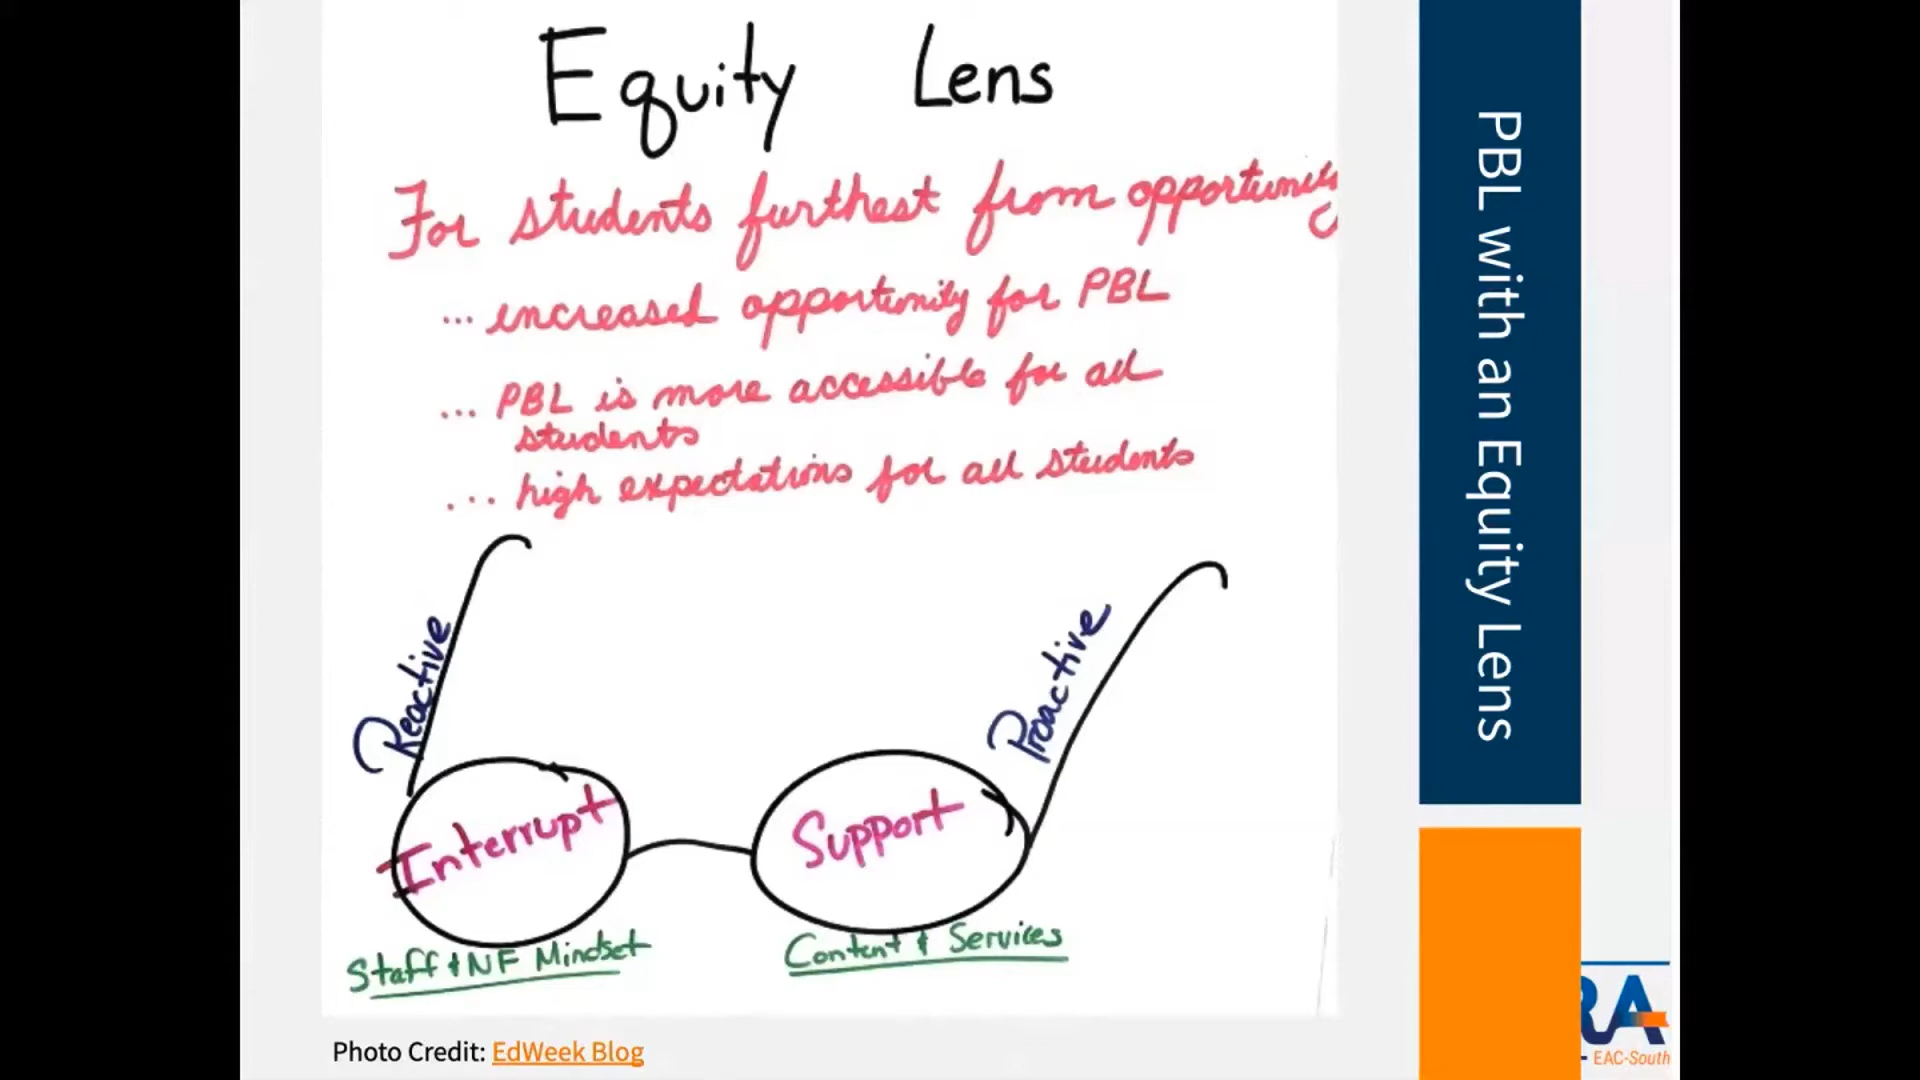 Equity Lens
For students furthest from opportunity
... increased opportunity for PBL
... PBL is more accessible for all
students
... high expectations for all students
Reactive
Proactive
Interrupt
Support
Staff & NF Mindset
Content & Services
Photo Credit: EdWeek Blog
PBL with an Equity Lens
RA
- EAC-South